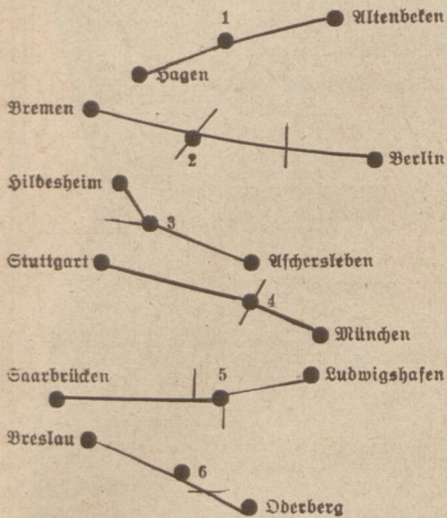 1
Altenbeken
Hagen
Bremen
2
Berlin
Hildesheim
3
Aschersleben
Stuttgart
4
München
Saarbrücken
5
Ludwigshafen
Breslau
6
Oderberg